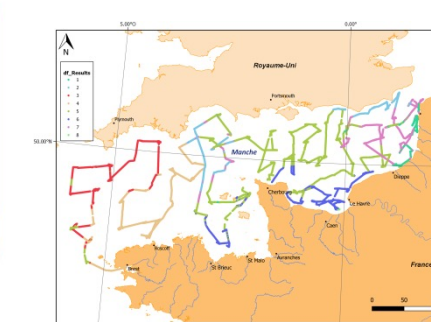 5.00°W
0.00°
N
Royaume-Uni
df_Results
1
2
3
4
5
6
7
8
Portsmouth
Plymouth
50.00°N
Manche
Dieppe
Cherbourg
Le Havre
Caen
Roscoff
Brest
St Brieuc
St Malo
Avranches
France
0
50